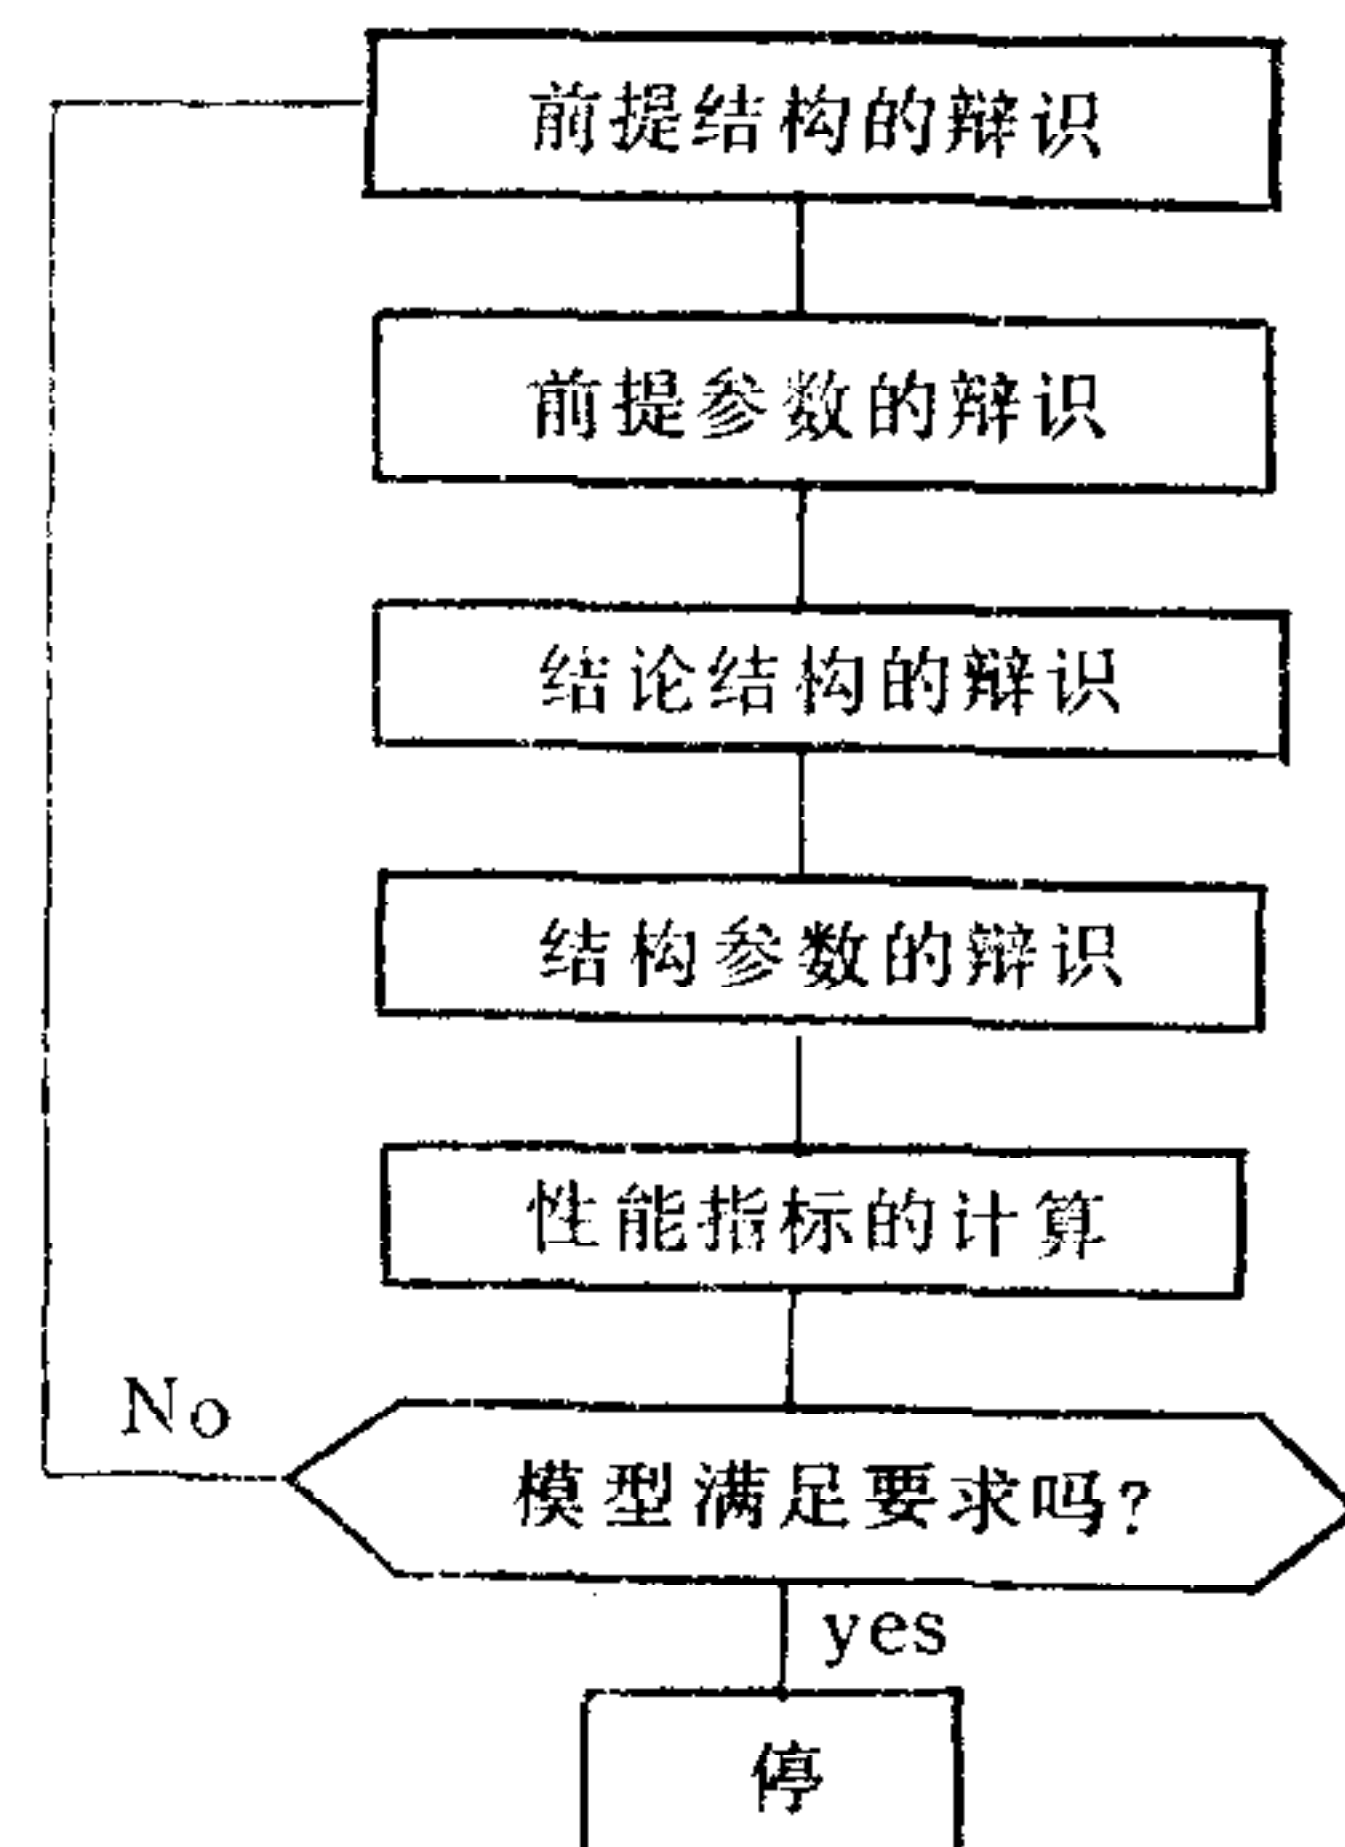 前提结构的辩识
前提参数的辩识
结论结构的辩识
结构参数的辩识
性能指标的计算
No
模型满足要求吗?
yes
停